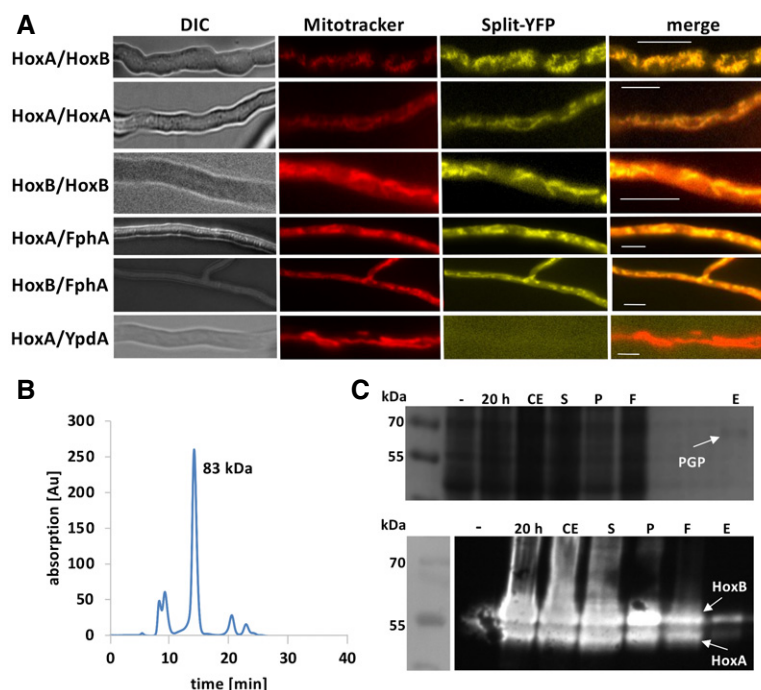 A
DIC Mitotracker Split-YFP merge
HoxA/HoxB
HoxA/HoxA
HoxB/HoxB
HoxA/FphA
HoxB/FphA
HoxA/YpdA
B
absorption [Au]
300
250
200
150
100
50
0
83 kDa
0 10 20 30 40
time [min]
C
kDa - 20 h CE S P F E
70
55
PGP
kDa - 20 h CE S P F E
70
HoxB
55
HoxA